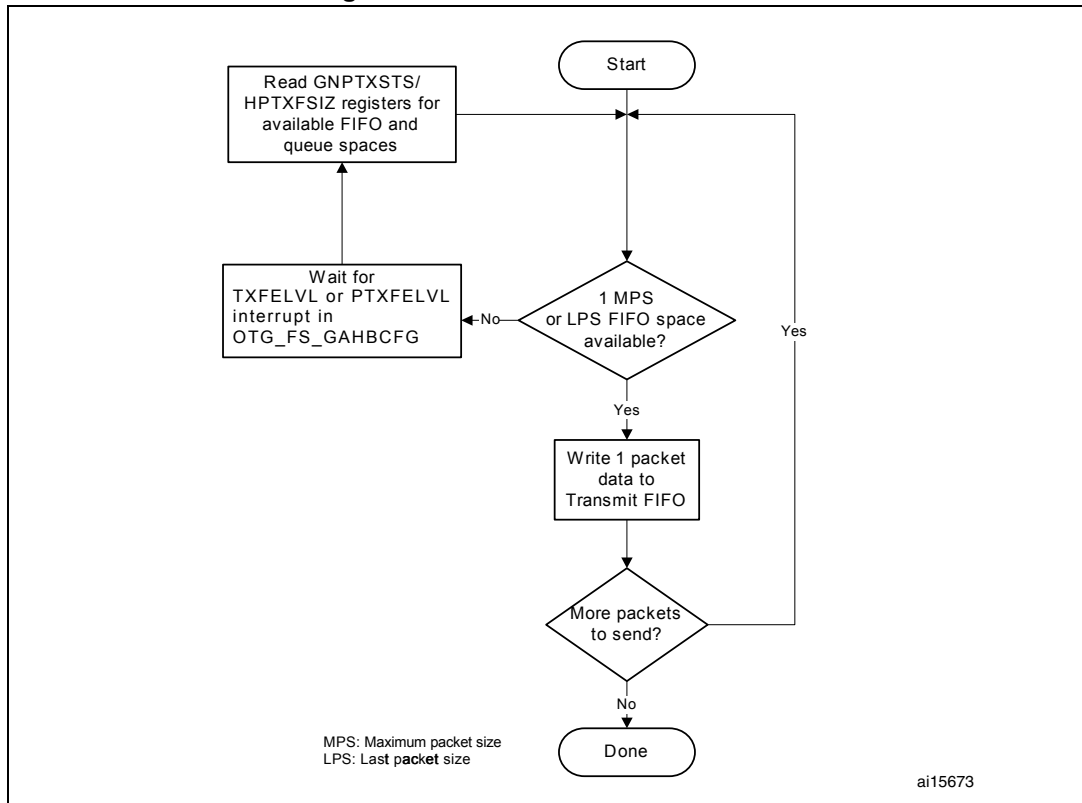 Start
Read GNPTXSTS/
HPTXFSIZ registers for
available FIFO and
queue spaces
Wait for
TXFELVL or PTXFELVL
interrupt in
OTG_FS_GAHBCFG
No
1 MPS
or LPS FIFO space
available?
Yes
Yes
Write 1 packet
data to
Transmit FIFO
More packets
to send?
No
Done
MPS: Maximum packet size
LPS: Last packet size
ai15673